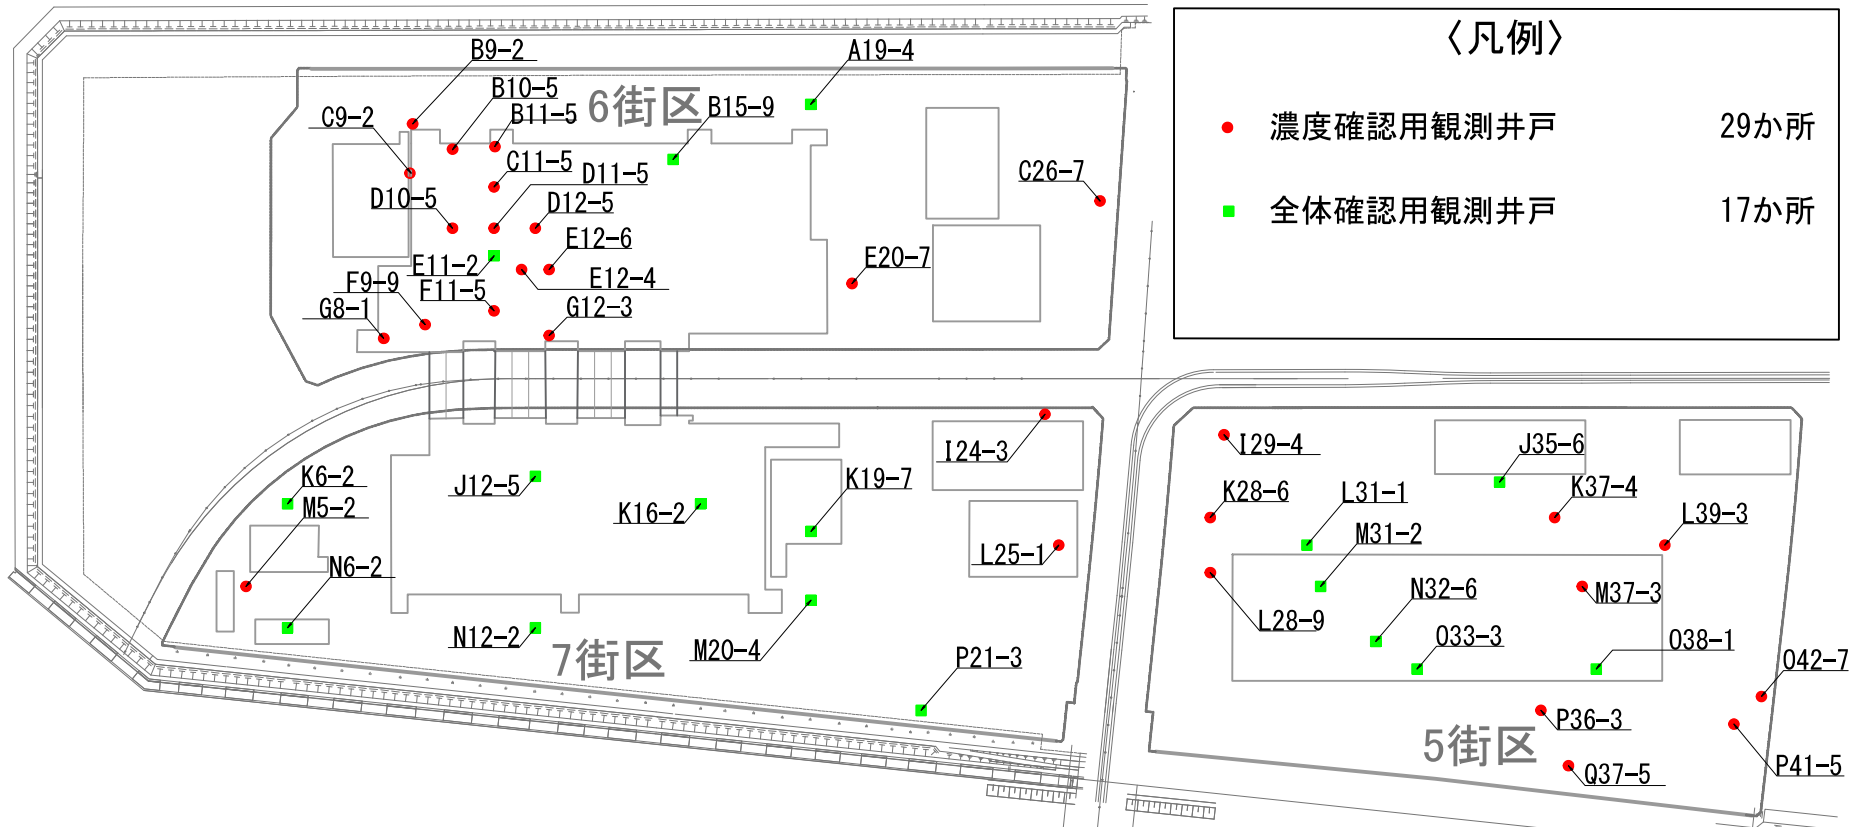 〈凡例〉
濃度確認用観測井戸 29か所
全体確認用観測井戸 17か所
6街区
B9-2
A19-4
B10-5
B11-5
B15-9
C9-2
C11-5
D11-5
C26-7
D10-5
D12-5
E12-6
E11-2
E20-7
E12-4
F9-9
F11-5
G8-1
G12-3
7街区
I24-3
K6-2
J12-5
K19-7
M5-2
K16-2
L25-1
N6-2
N12-2
M20-4
P21-3
5街区
I29-4
J35-6
K28-6
L31-1
K37-4
M31-2
L39-3
L28-9
N32-6
M37-3
O33-3
O38-1
O42-7
P36-3
P41-5
Q37-5